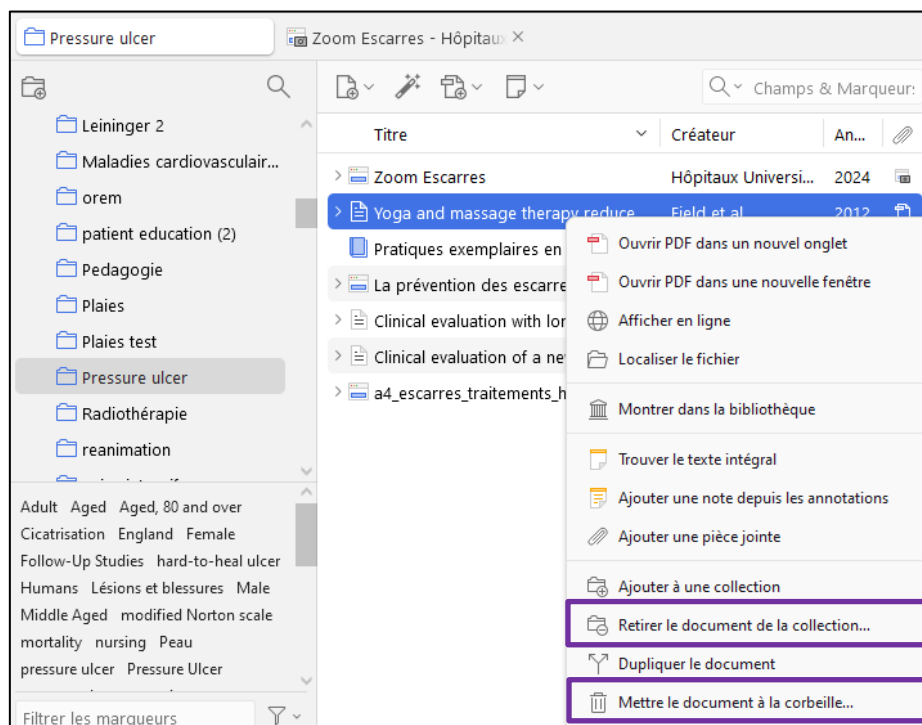 Pressure ulcer
Zoom Escarres - Hôpitau
Champs & Marqueur
Leininger 2
Maladies cardiovasculair...
orem
patient education (2)
Pedagogie
Plaies
Plaies test
Pressure ulcer
Radiothérapie
reanimation
Adult Aged Aged, 80 and over
Cicatrisation England Female
Follow-Up Studies hard-to-heal ulcer
Humans Lésions et blessures Male
Middle Aged modified Norton scale
mortality nursing Peau
pressure ulcer Pressure Ulcer
Filtrer les marqueurs
Titre Créateur An...
Zoom Escarres Hôpitaux Universi... 2024
Yoga and massage therapy reduce Field et al 2012
Pratiques exemplaires en
La prévention des escarre
Clinical evaluation with lon
Clinical evaluation of a ne
a4_escarres_traitements_h
Ouvrir PDF dans un nouvel onglet
Ouvrir PDF dans une nouvelle fenêtre
Afficher en ligne
Localiser le fichier
Montrer dans la bibliothèque
Trouver le texte intégral
Ajouter une note depuis les annotations
Ajouter une pièce jointe
Ajouter à une collection
Retirer le document de la collection...
Dupliquer le document
Mettre le document à la corbeille...